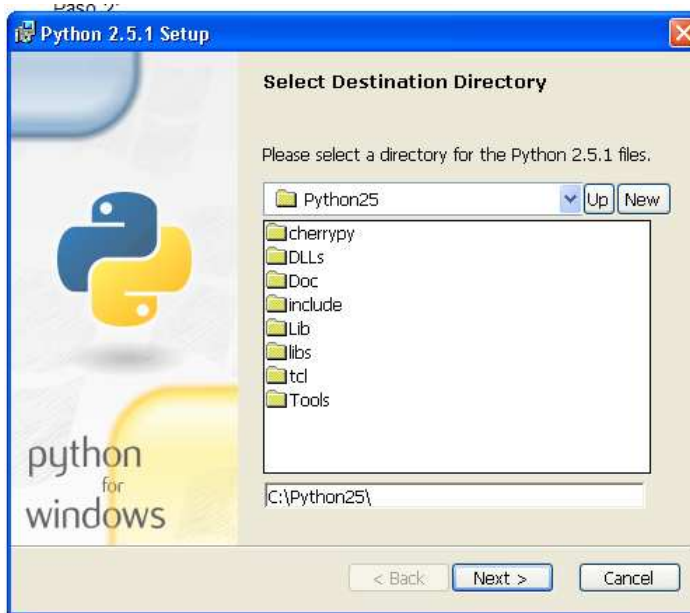 Paso 2:
Python 2.5.1 Setup
Select Destination Directory
Please select a directory for the Python 2.5.1 files.
Python25
Up
New
cherrypy
DLLs
Doc
include
Lib
libs
tcl
Tools
C:\Python25\
python
for
windows
< Back
Next >
Cancel